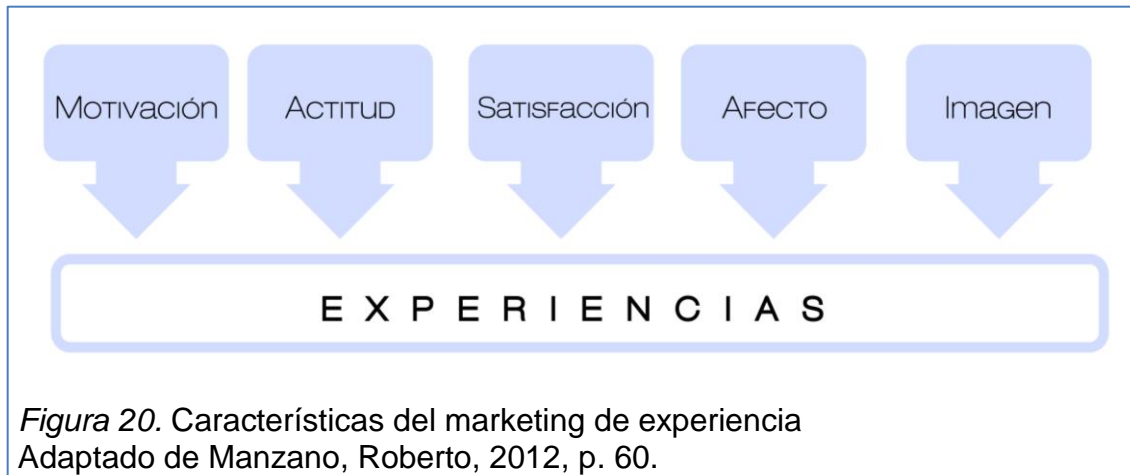 Motivación Actitud Satisfacción Afecto Imagen
EXPERIENCIAS
Figura 20. Características del marketing de experiencia
Adaptado de Manzano, Roberto, 2012, p. 60.